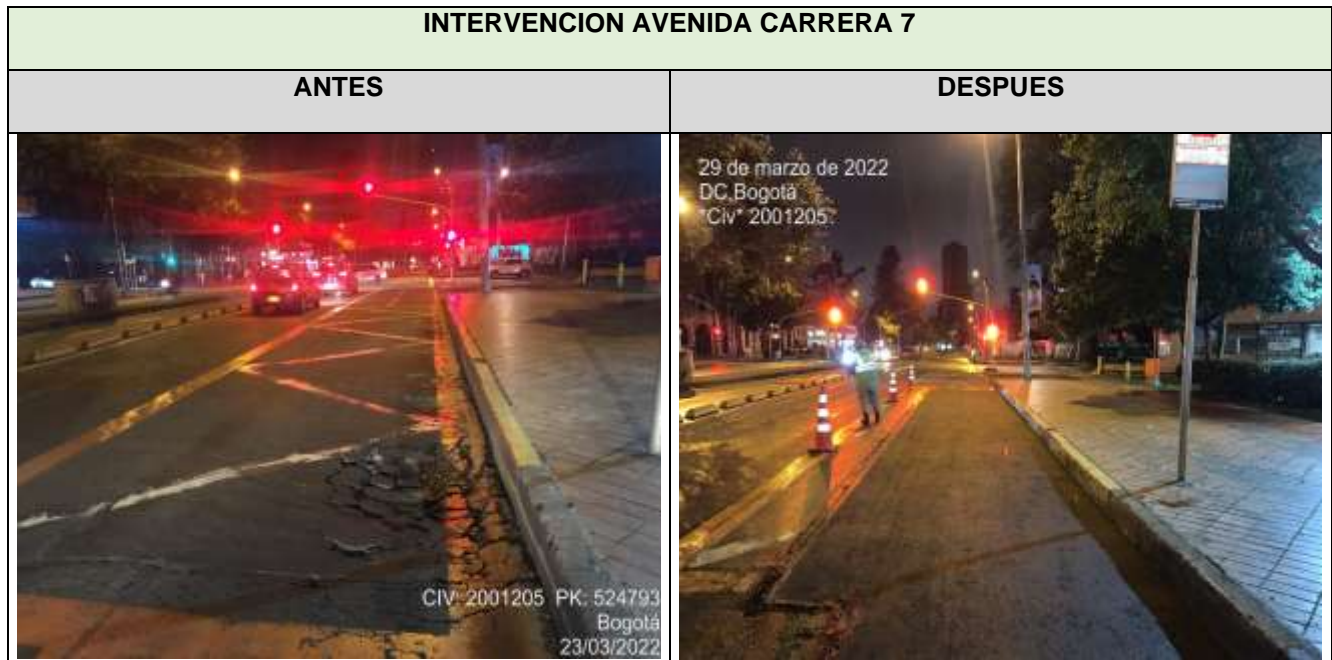 INTERVENCION AVENIDA CARRERA 7
ANTES
DESPUES
CIV: 2001205 PK: 524793
Bogotá
23/03/2022
29 de marzo de 2022
DC.Bogotá
*Civ* 2001205